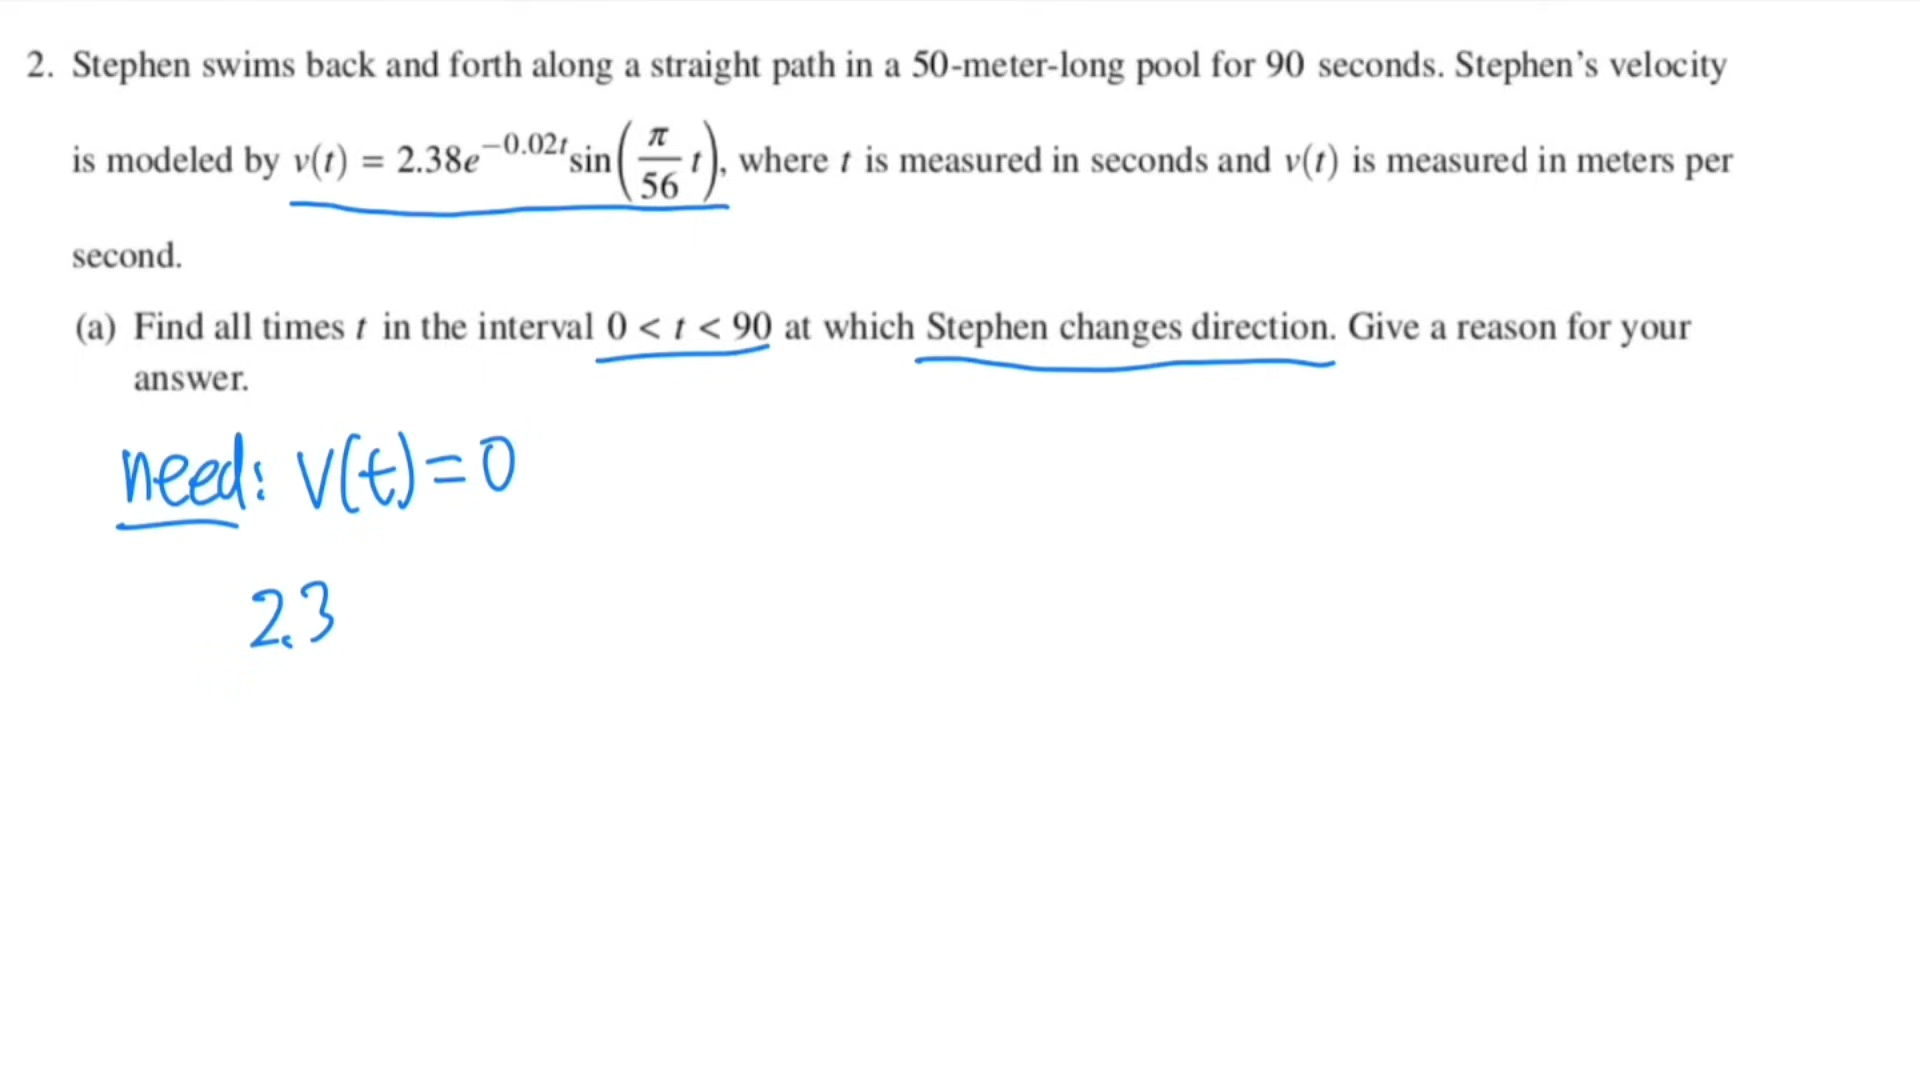 2. Stephen swims back and forth along a straight path in a 50-meter-long pool for 90 seconds. Stephen’s velocity
is modeled by v(t) = 2.38e^{−0.02t} sin(π/56 t), where t is measured in seconds and v(t) is measured in meters per
second.
(a) Find all times t in the interval 0 < t < 90 at which Stephen changes direction. Give a reason for your
answer.
need: v(t)=0
2.3